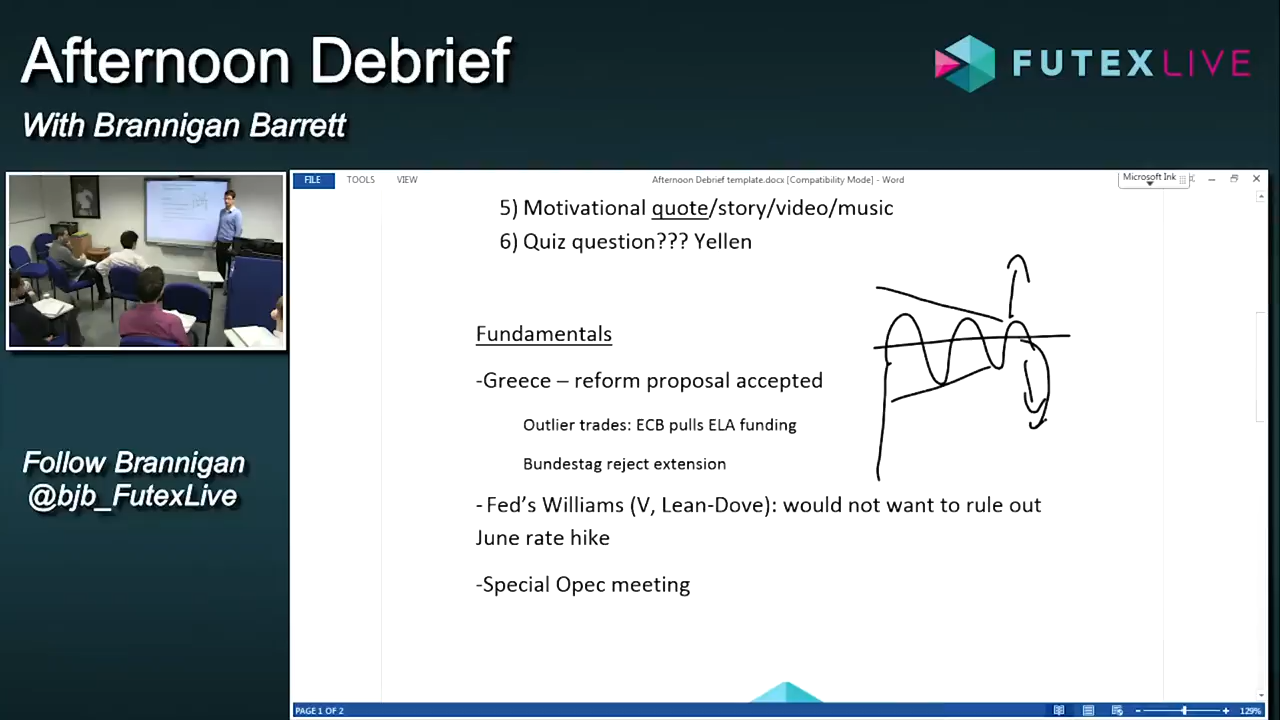 Afternoon Debrief
With Brannigan Barrett
FUTEXLIVE
FILE TOOLS VIEW
Afternoon Debrief template.docx [Compatibility Mode] - Word
Microsoft Ink
5) Motivational quote/story/video/music
6) Quiz question??? Yellen
Fundamentals
-Greece – reform proposal accepted
Outlier trades: ECB pulls ELA funding
Bundestag reject extension
- Fed's Williams (V, Lean-Dove): would not want to rule out
June rate hike
-Special Opec meeting
Follow Brannigan
@bjb_FutexLive
PAGE 1 OF 2
129%